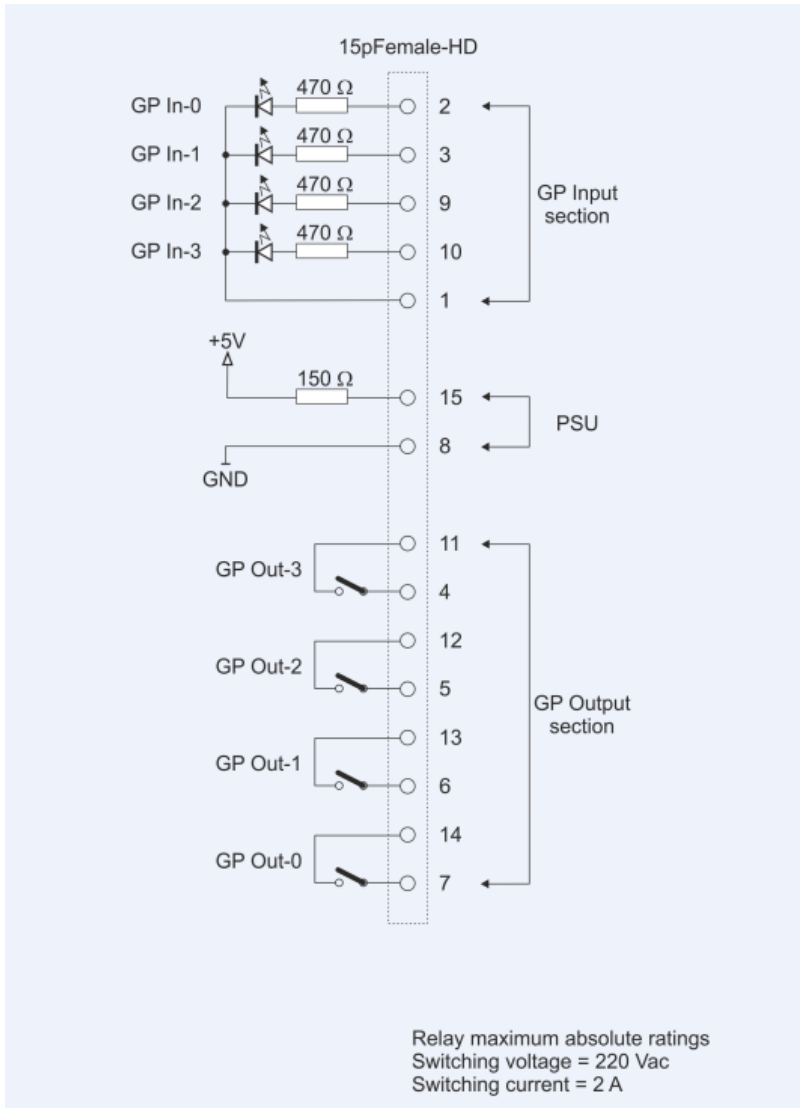 15pFemale-HD
GP In-0
470 Ω
2
GP In-1
470 Ω
3
GP In-2
470 Ω
9
GP In-3
470 Ω
10
GP Input
section
1
+5V
150 Ω
15
PSU
8
GND
11
GP Out-3
4
12
GP Out-2
5
GP Output
section
13
GP Out-1
6
14
GP Out-0
7
Relay maximum absolute ratings
Switching voltage = 220 Vac
Switching current = 2 A